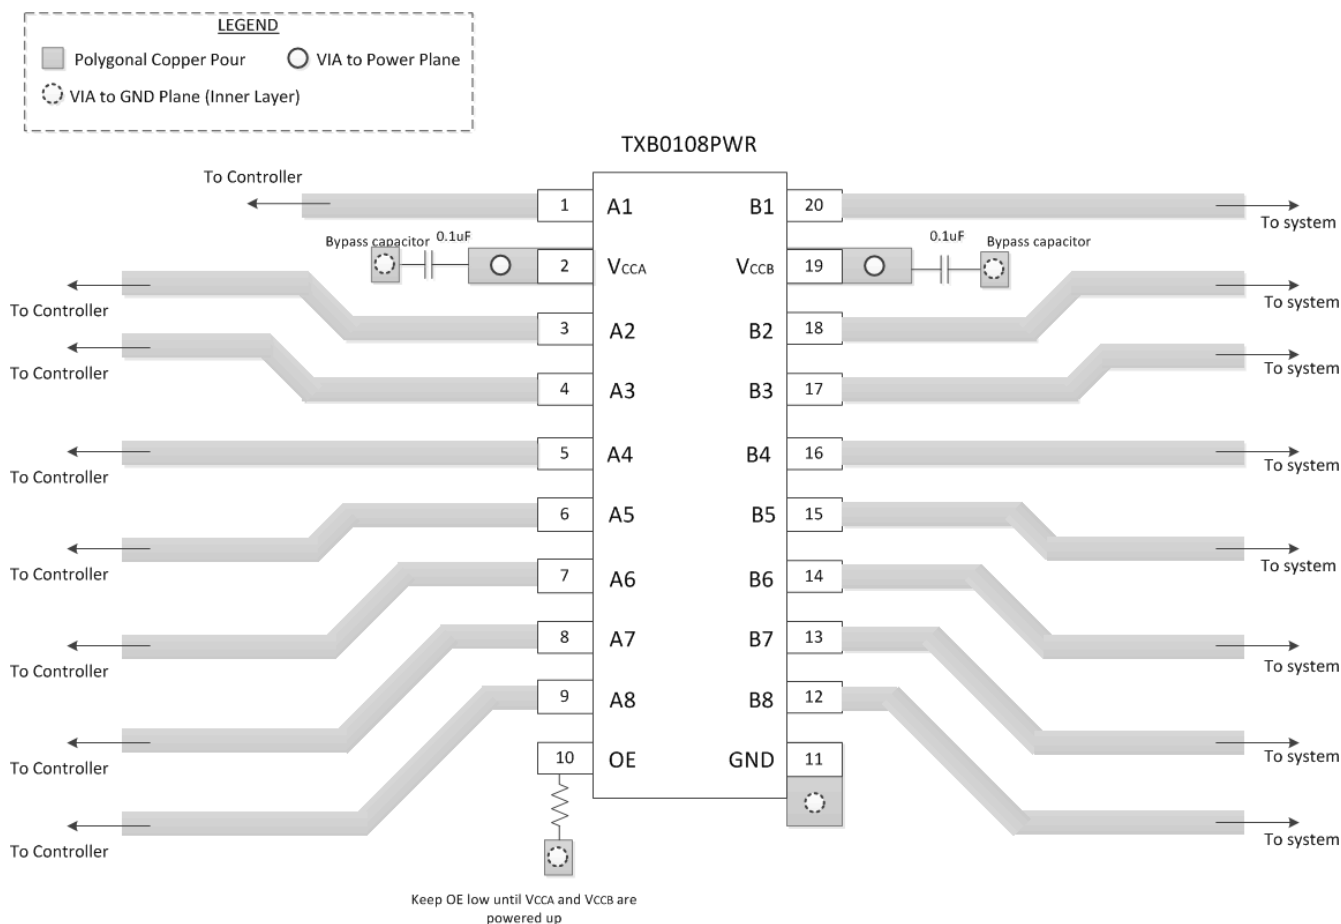 LEGEND
Polygonal Copper Pour
VIA to Power Plane
VIA to GND Plane (Inner Layer)
TXB0108PWR
To Controller
1
A1
B1
20
To system
Bypass capacitor
0.1uF
2
VCCA
VCCB
19
0.1uF
Bypass capacitor
To Controller
3
A2
B2
18
To system
To Controller
4
A3
B3
17
To system
To Controller
5
A4
B4
16
To system
To Controller
6
A5
B5
15
To system
To Controller
7
A6
B6
14
To system
To Controller
8
A7
B7
13
To system
To Controller
9
A8
B8
12
To system
10
OE
GND
11
Keep OE low until VCCA and VCCB are
powered up